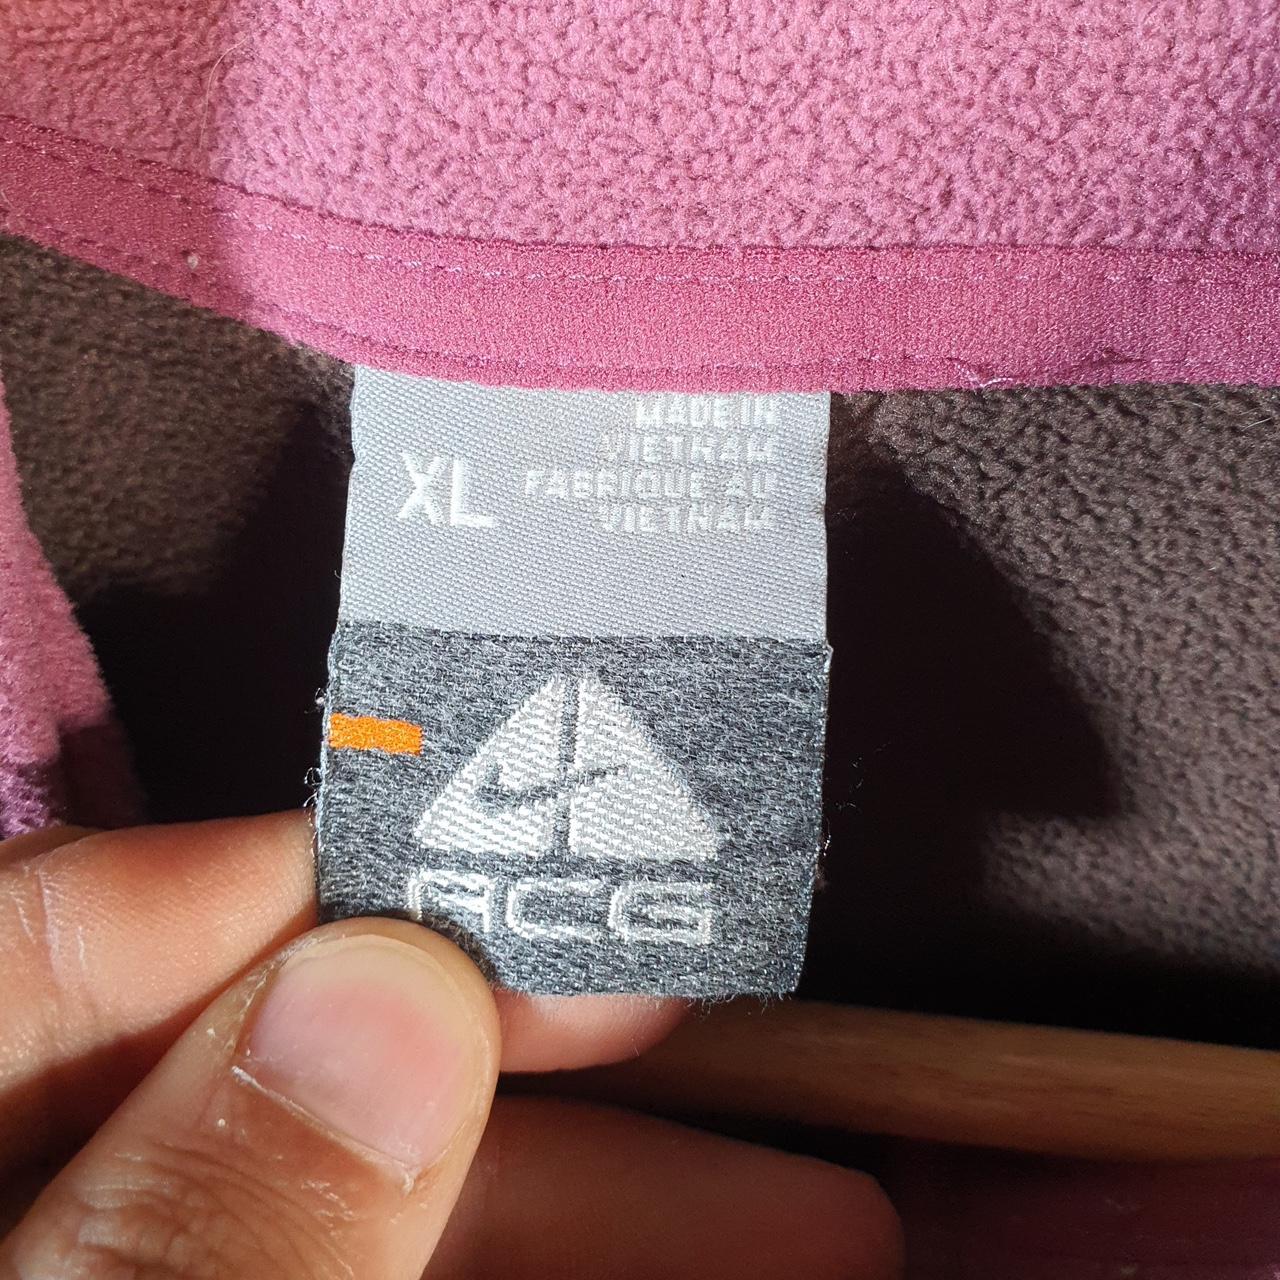 XL
MADE IN
VIETNAM
FABRIQUE AU
VIETNAM
ACG